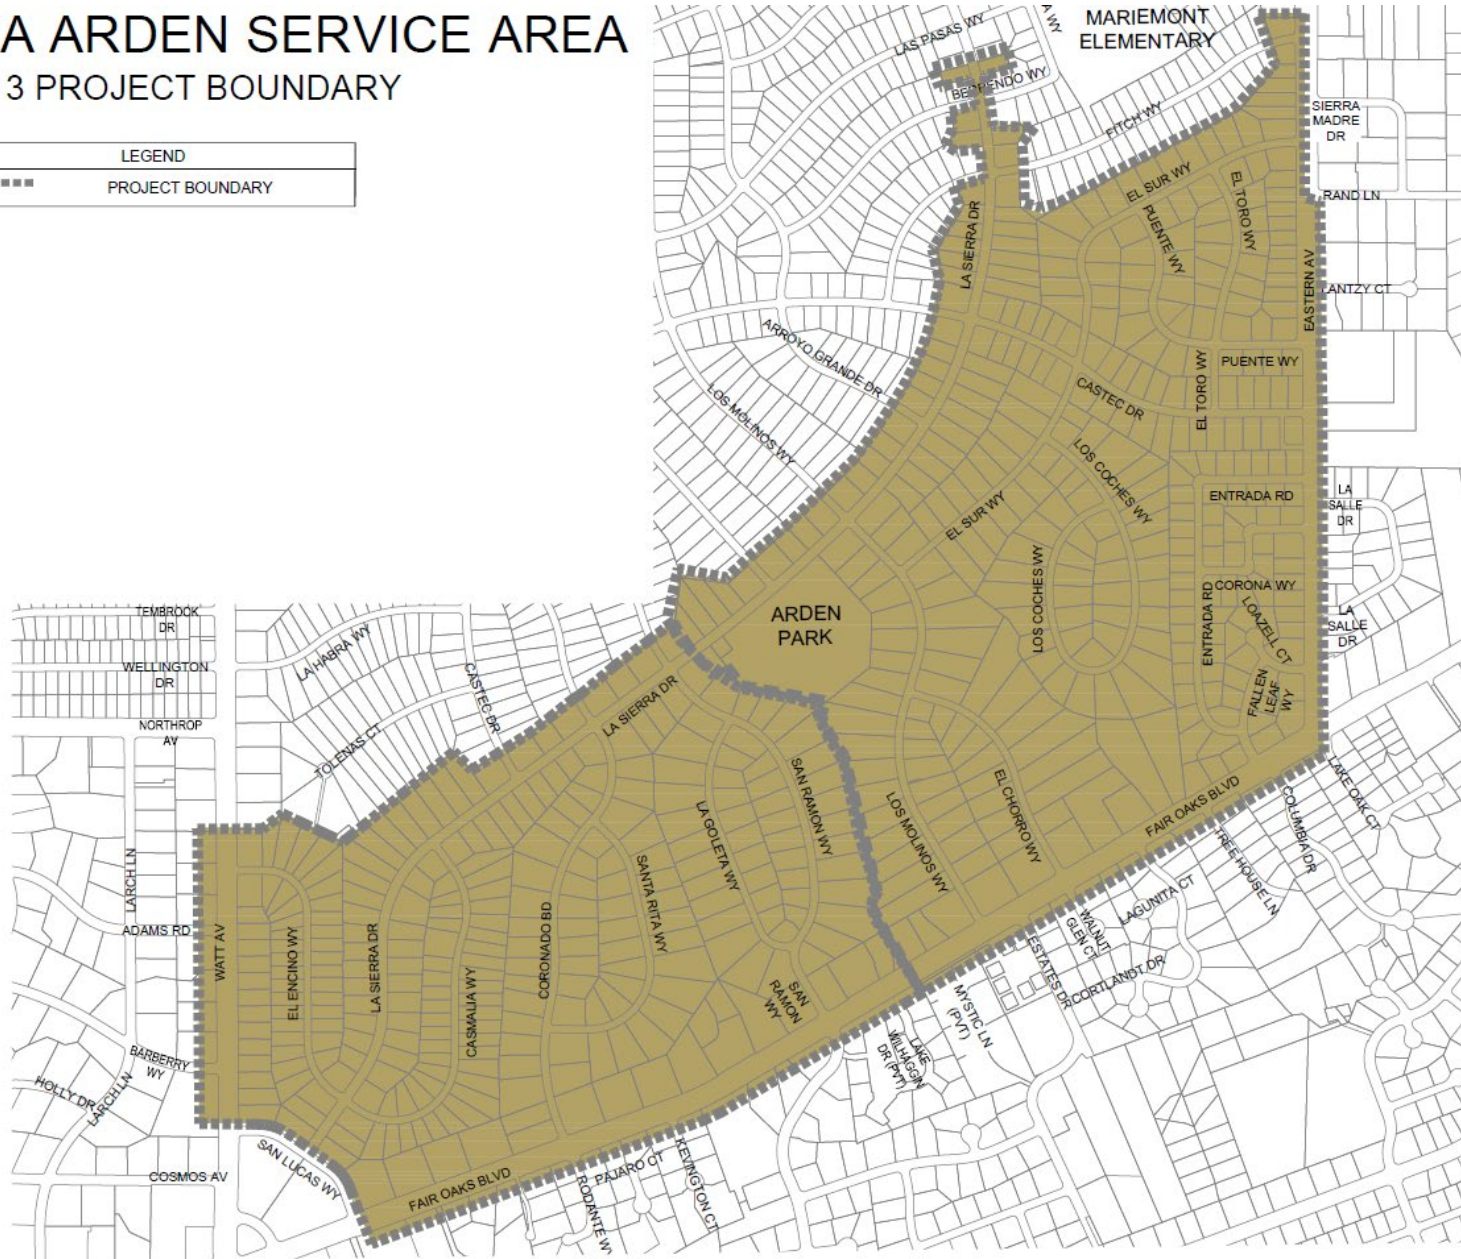 A ARDEN SERVICE AREA
3 PROJECT BOUNDARY
LEGEND
PROJECT BOUNDARY
LAS PASAS WY
A WY
MARIEMONT
ELEMENTARY
BERRENDO WY
FITCH WY
SIERRA
MADRE
DR
RAND LN
EL SUR WY
EL TORO WY
PUENTE WY
LA SIERRA DR
EASTERN AV
ANTZY CT
ARROYO GRANDE DR
LOS MOLINOS WY
PUENTE WY
EL TORO WY
CASTEC DR
LOS COCHES WY
EL SUR WY
ENTRADA RD
LA
SALLE
DR
LOS COCHES WY
CORONA WY
ENTRADA RD
LOAZELL CT
LA
SALLE
DR
ARDEN
PARK
TEMBROOK
DR
LA HABRA WY
WELLINGTON
DR
CASTEC DR
NORTHROP
AV
TOLENAS CT
LA SIERRA DR
FALLEN
LEAF
WY
SAN RAMON WY
LA GOLETA WY
LOS MOLINOS WY
EL CHORRO WY
FAIR OAKS BLVD
LAKE OAK CT
COLUMBIA DR
TREE HOUSE LN
LARCH LN
ADAMS RD
WATT AV
EL ENCINO WY
LA SIERRA DR
CASMALIA WY
CORONADO BD
SANTA RITA WY
SAN
RAMON
WY
LAGUNITA CT
WALNUT
GLEN CT
ESTATES DR
CORTLANDT DR
MYSTIC LN
(PVT)
LAKE
WILHAGGIN
DR (PVT)
BARBERRY
WY
HOLLY DR
LARCH LN
COSMOS AV
SAN LUCAS WY
FAIR OAKS BLVD
RODANTE W
PAJARO CT
KEVINGTON CT